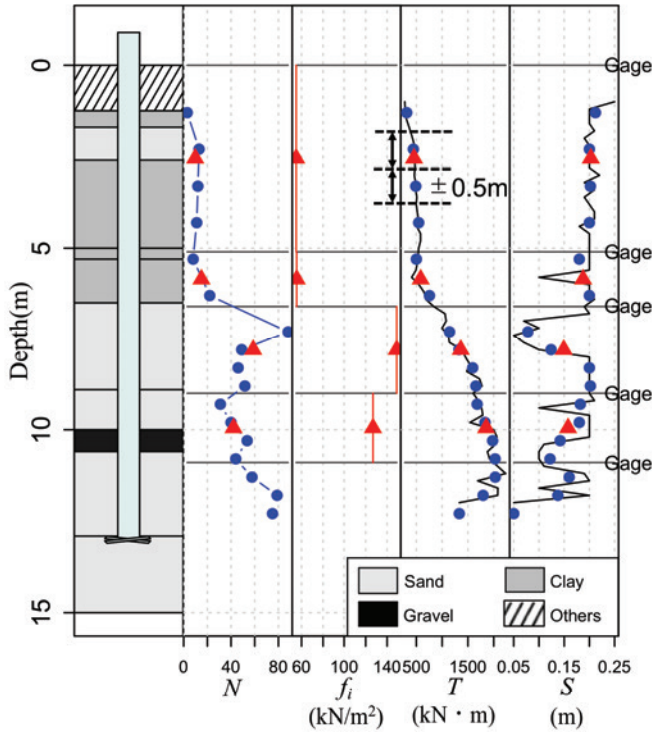 0
Gage
± 0.5m
5
Gage
Gage
Depth(m)
Gage
10
Gage
Sand
Clay
Gravel
Others
15
0 40 80 60 100 140 500 1500 0.05 0.15 0.25
N f_i T S
(kN/m²) (kN・m) (m)